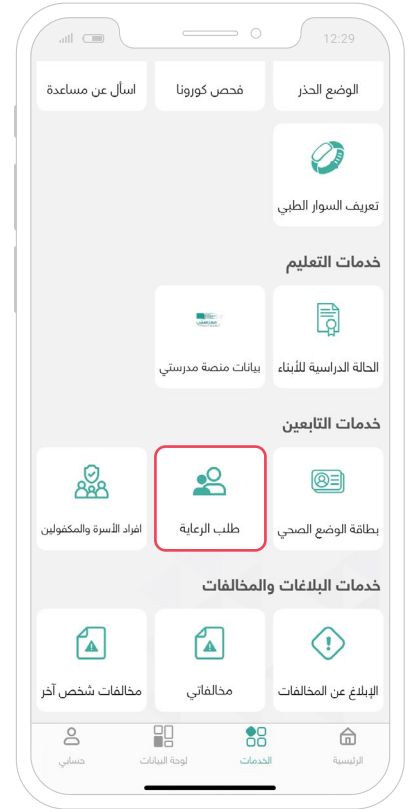 12:29
الوضع الحذر
فحص كورونا
اسأل عن مساعدة
تعريف السوار الطبي
خدمات التعليم
الحالة الدراسية للأبناء
بيانات منصة مدرستي
خدمات التابعين
بطاقة الوضع الصحي
طلب الرعاية
افراد الأسرة والمكفولين
خدمات البلاغات والمخالفات
الإبلاغ عن المخالفات
مخالفاتي
مخالفات شخص آخر
الرئيسية
الخدمات
لوحة البيانات
حسابي